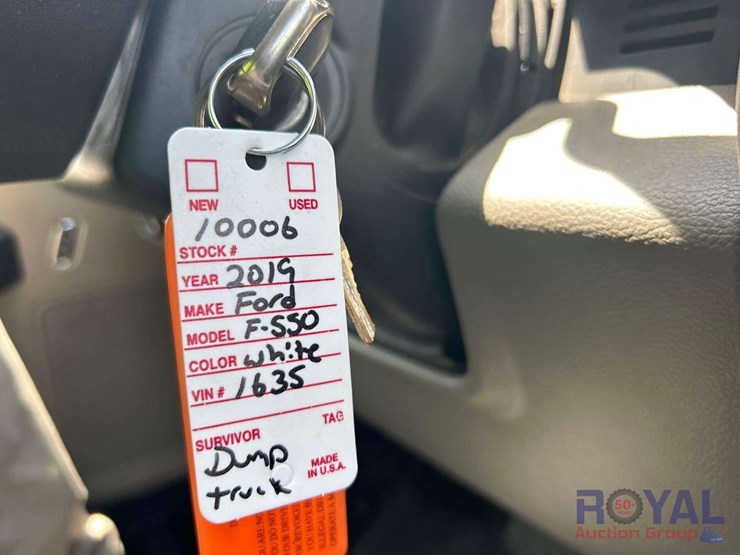 NEW USED
10006
STOCK #
YEAR 2019
MAKE Ford
MODEL F-550
COLOR white
VIN # 1635
TAG
SURVIVOR
Dump
MADE
IN U.S.A.
truck
ROYAL
50
Auction Group